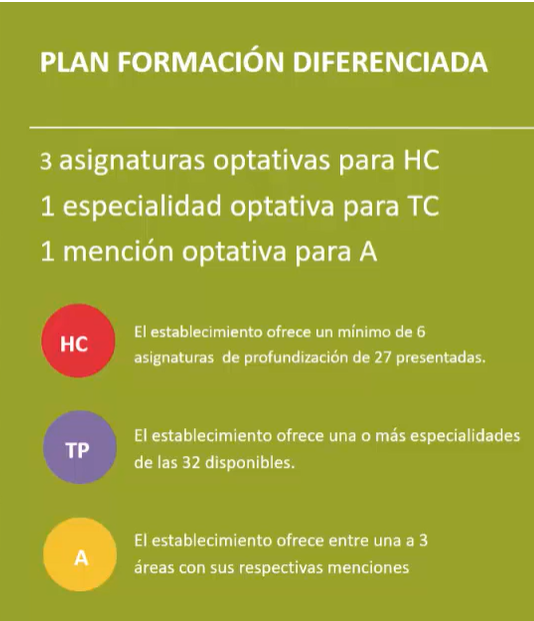 PLAN FORMACIÓN DIFERENCIADA
3 asignaturas optativas para HC
1 especialidad optativa para TC
1 mención optativa para A
HC
El establecimiento ofrece un mínimo de 6
asignaturas de profundización de 27 presentadas.
TP
El establecimiento ofrece una o más especialidades
de las 32 disponibles.
A
El establecimiento ofrece entre una a 3
áreas con sus respectivas menciones